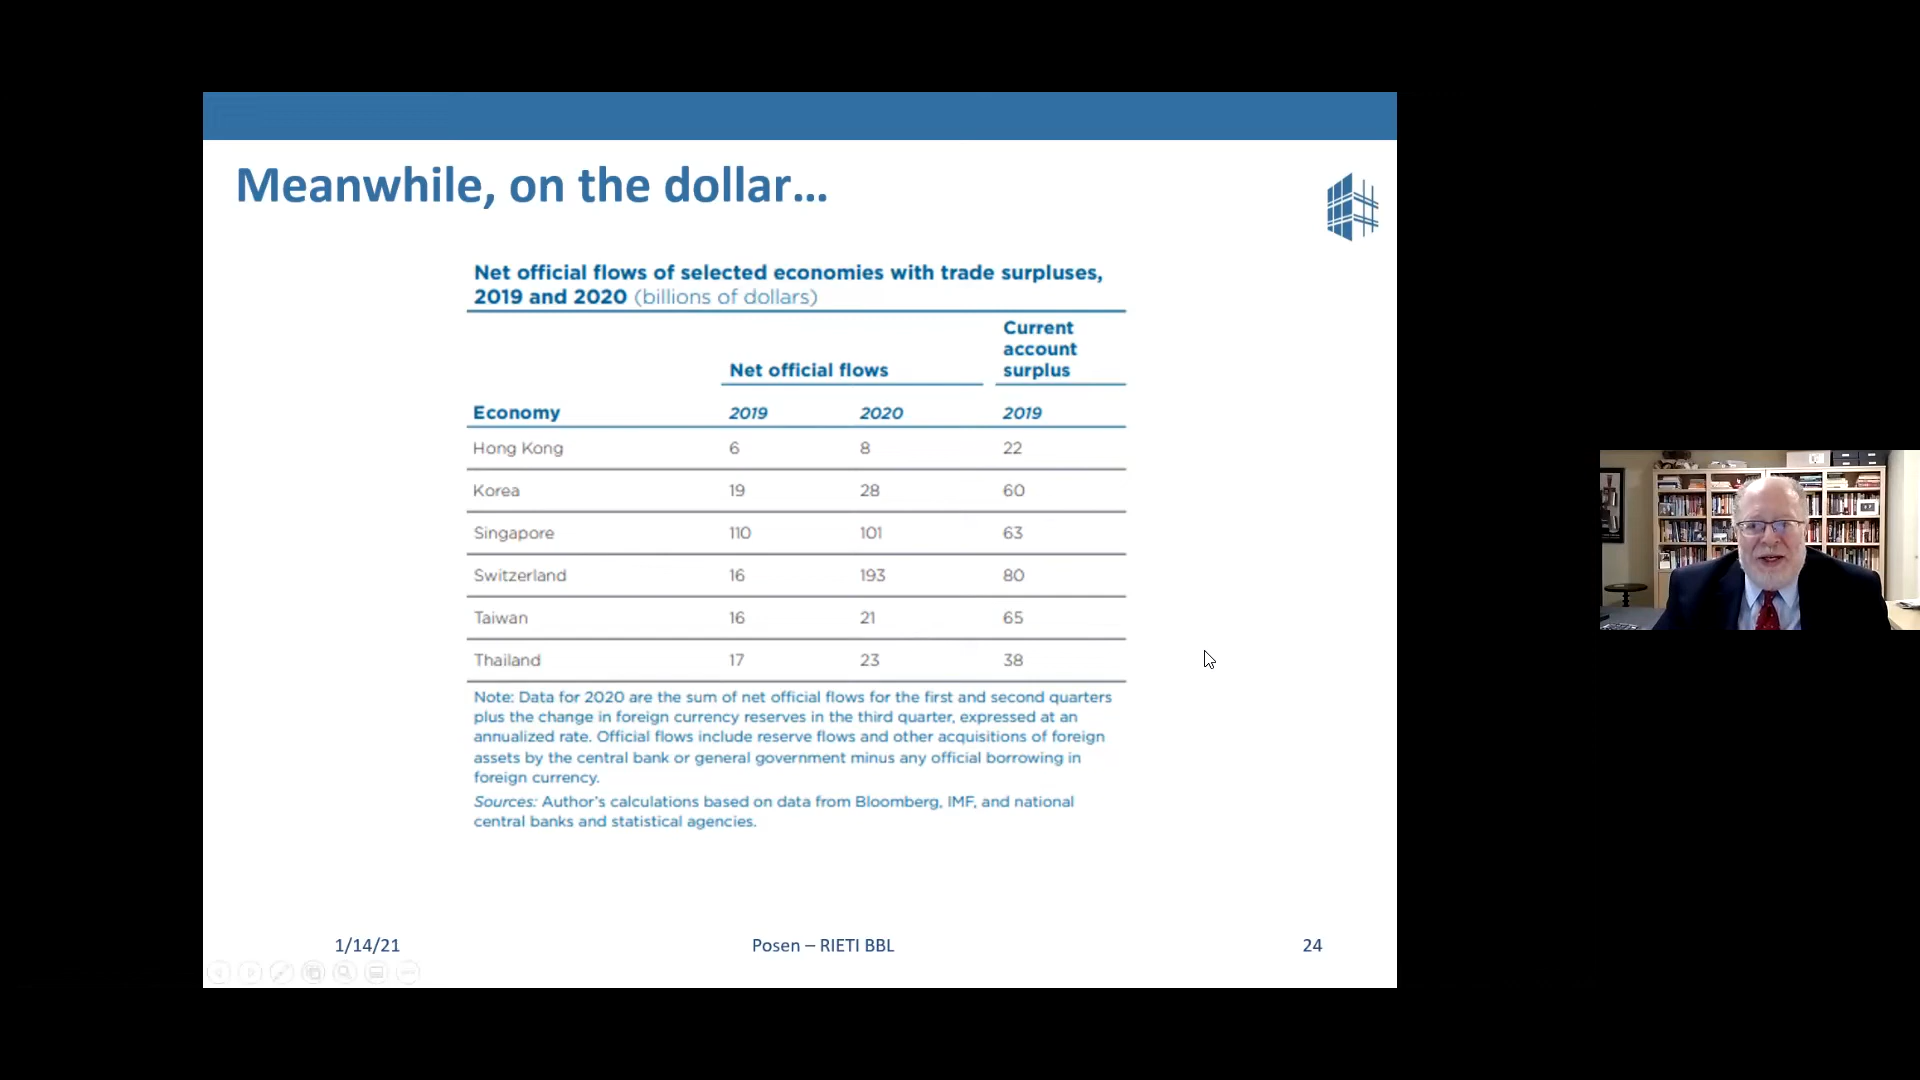 Meanwhile, on the dollar...
Net official flows of selected economies with trade surpluses,
2019 and 2020 (billions of dollars)
Current
account
Net official flows surplus
Economy 2019 2020 2019
Hong Kong 6 8 22
Korea 19 28 60
Singapore 110 101 63
Switzerland 16 193 80
Taiwan 16 21 65
Thailand 17 23 38
Note: Data for 2020 are the sum of net official flows for the first and second quarters
plus the change in foreign currency reserves in the third quarter, expressed at an
annualized rate. Official flows include reserve flows and other acquisitions of foreign
assets by the central bank or general government minus any official borrowing in
foreign currency.
Sources: Author's calculations based on data from Bloomberg, IMF, and national
central banks and statistical agencies.
1/14/21 Posen – RIETI BBL 24